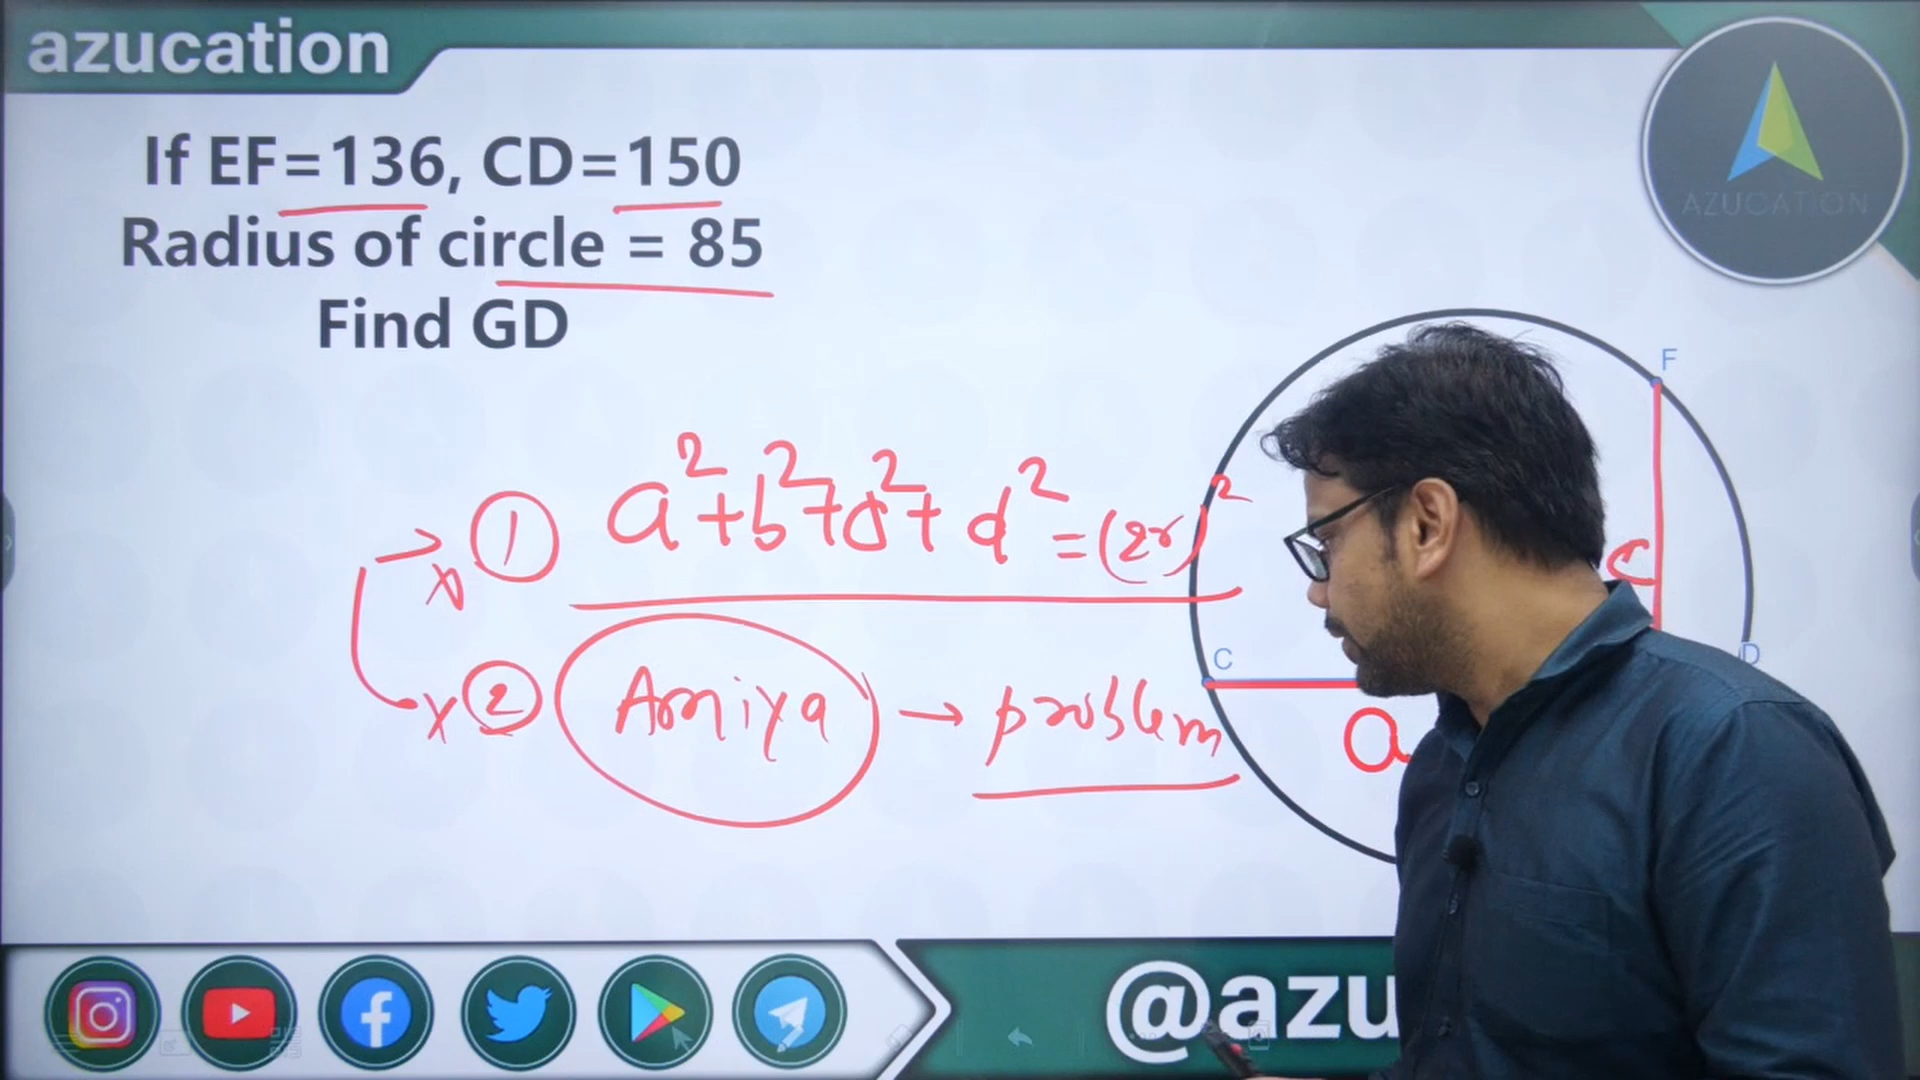 azucation
If EF=136, CD=150
Radius of circle = 85
Find GD
AZUCATION
F
① a²+b²+c²+d² = (2r)²
x
c
C
D
x ② Amiya → problem
a
@azu